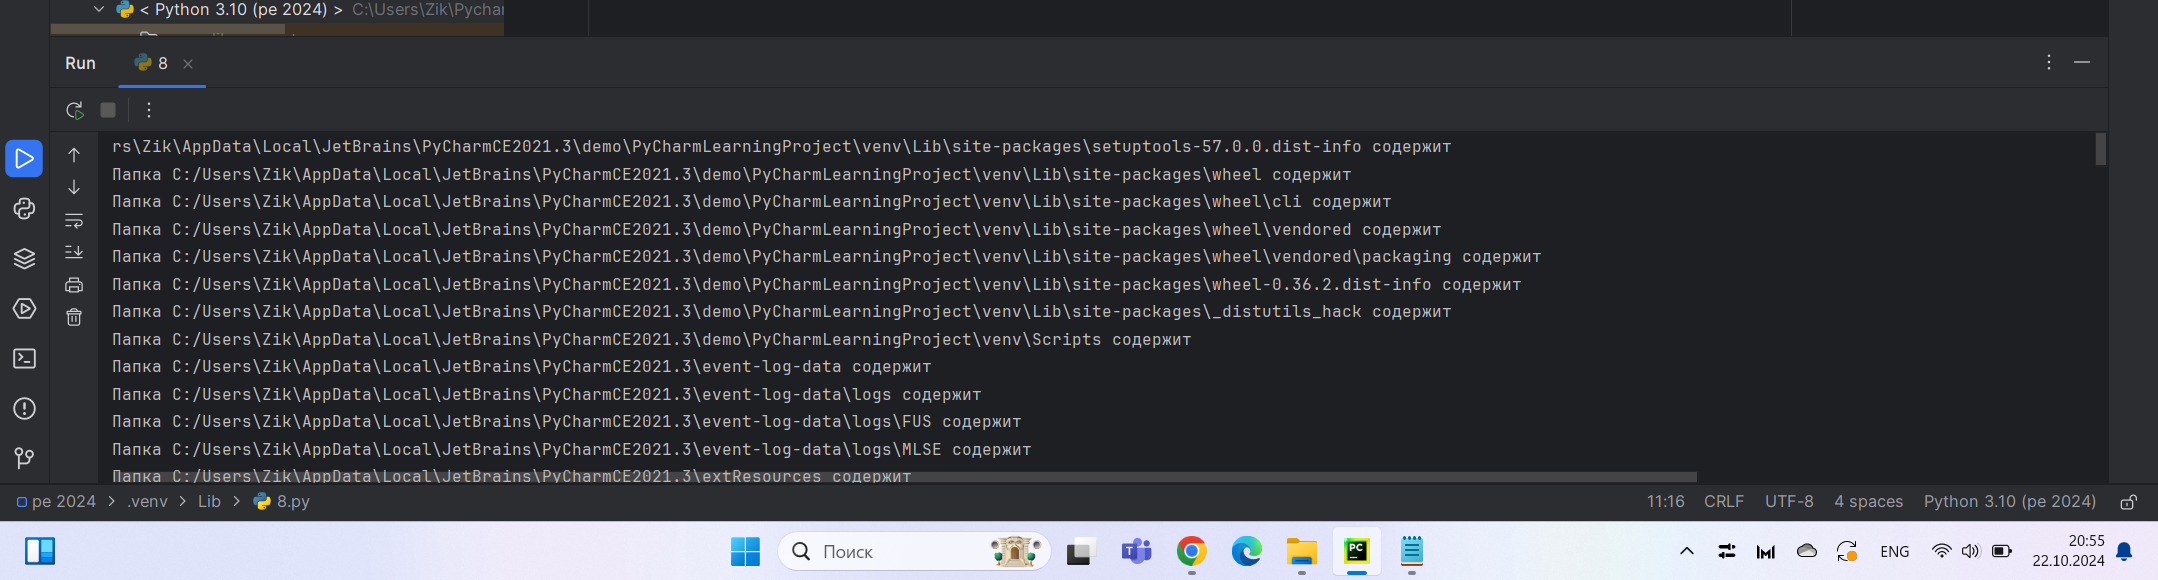 < Python 3.10 (pe 2024) > C:\Users\Zik\Pychar
Run 8
rs\Zik\AppData\Local\JetBrains\PyCharmCE2021.3\demo\PyCharmLearningProject\venv\Lib\site-packages\setuptools-57.0.0.dist-info содержит
Папка C:/Users\Zik\AppData\Local\JetBrains\PyCharmCE2021.3\demo\PyCharmLearningProject\venv\Lib\site-packages\wheel содержит
Папка C:/Users\Zik\AppData\Local\JetBrains\PyCharmCE2021.3\demo\PyCharmLearningProject\venv\Lib\site-packages\wheel\cli содержит
Папка C:/Users\Zik\AppData\Local\JetBrains\PyCharmCE2021.3\demo\PyCharmLearningProject\venv\Lib\site-packages\wheel\vendored содержит
Папка C:/Users\Zik\AppData\Local\JetBrains\PyCharmCE2021.3\demo\PyCharmLearningProject\venv\Lib\site-packages\wheel\vendored\packaging содержит
Папка C:/Users\Zik\AppData\Local\JetBrains\PyCharmCE2021.3\demo\PyCharmLearningProject\venv\Lib\site-packages\wheel-0.36.2.dist-info содержит
Папка C:/Users\Zik\AppData\Local\JetBrains\PyCharmCE2021.3\demo\PyCharmLearningProject\venv\Lib\site-packages\_distutils_hack содержит
Папка C:/Users\Zik\AppData\Local\JetBrains\PyCharmCE2021.3\demo\PyCharmLearningProject\venv\Scripts содержит
Папка C:/Users\Zik\AppData\Local\JetBrains\PyCharmCE2021.3\event-log-data содержит
Папка C:/Users\Zik\AppData\Local\JetBrains\PyCharmCE2021.3\event-log-data\logs содержит
Папка C:/Users\Zik\AppData\Local\JetBrains\PyCharmCE2021.3\event-log-data\logs\FUS содержит
Папка C:/Users\Zik\AppData\Local\JetBrains\PyCharmCE2021.3\event-log-data\logs\MLSE содержит
Папка C:/Users\Zik\AppData\Local\JetBrains\PyCharmCE2021.3\extResources содержит
pe 2024 > .venv > Lib > 8.py 11:16 CRLF UTF-8 4 spaces Python 3.10 (pe 2024)
Поиск ENG 20:55
22.10.2024